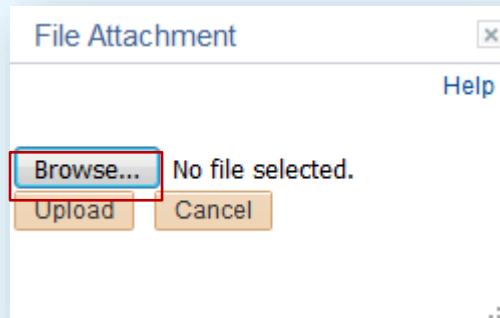 File Attachment
Help
Browse... No file selected.
Upload Cancel